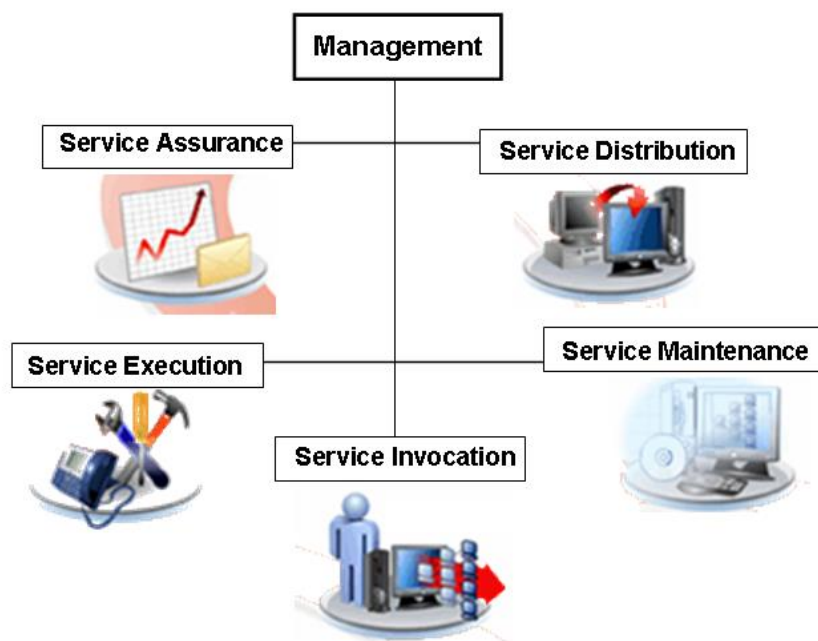 Management
Service Assurance
Service Distribution
Service Execution
Service Maintenance
Service Invocation